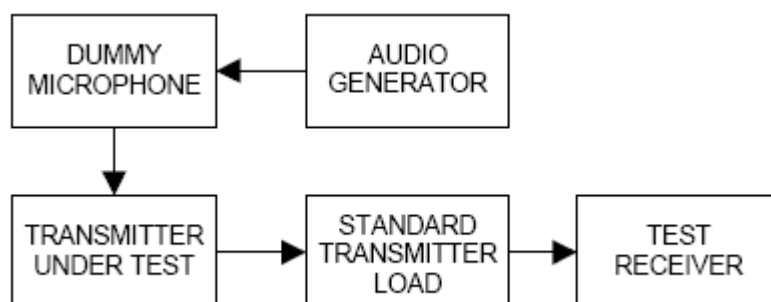 DUMMY
MICROPHONE
AUDIO
GENERATOR
TRANSMITTER
UNDER TEST
STANDARD
TRANSMITTER
LOAD
TEST
RECEIVER